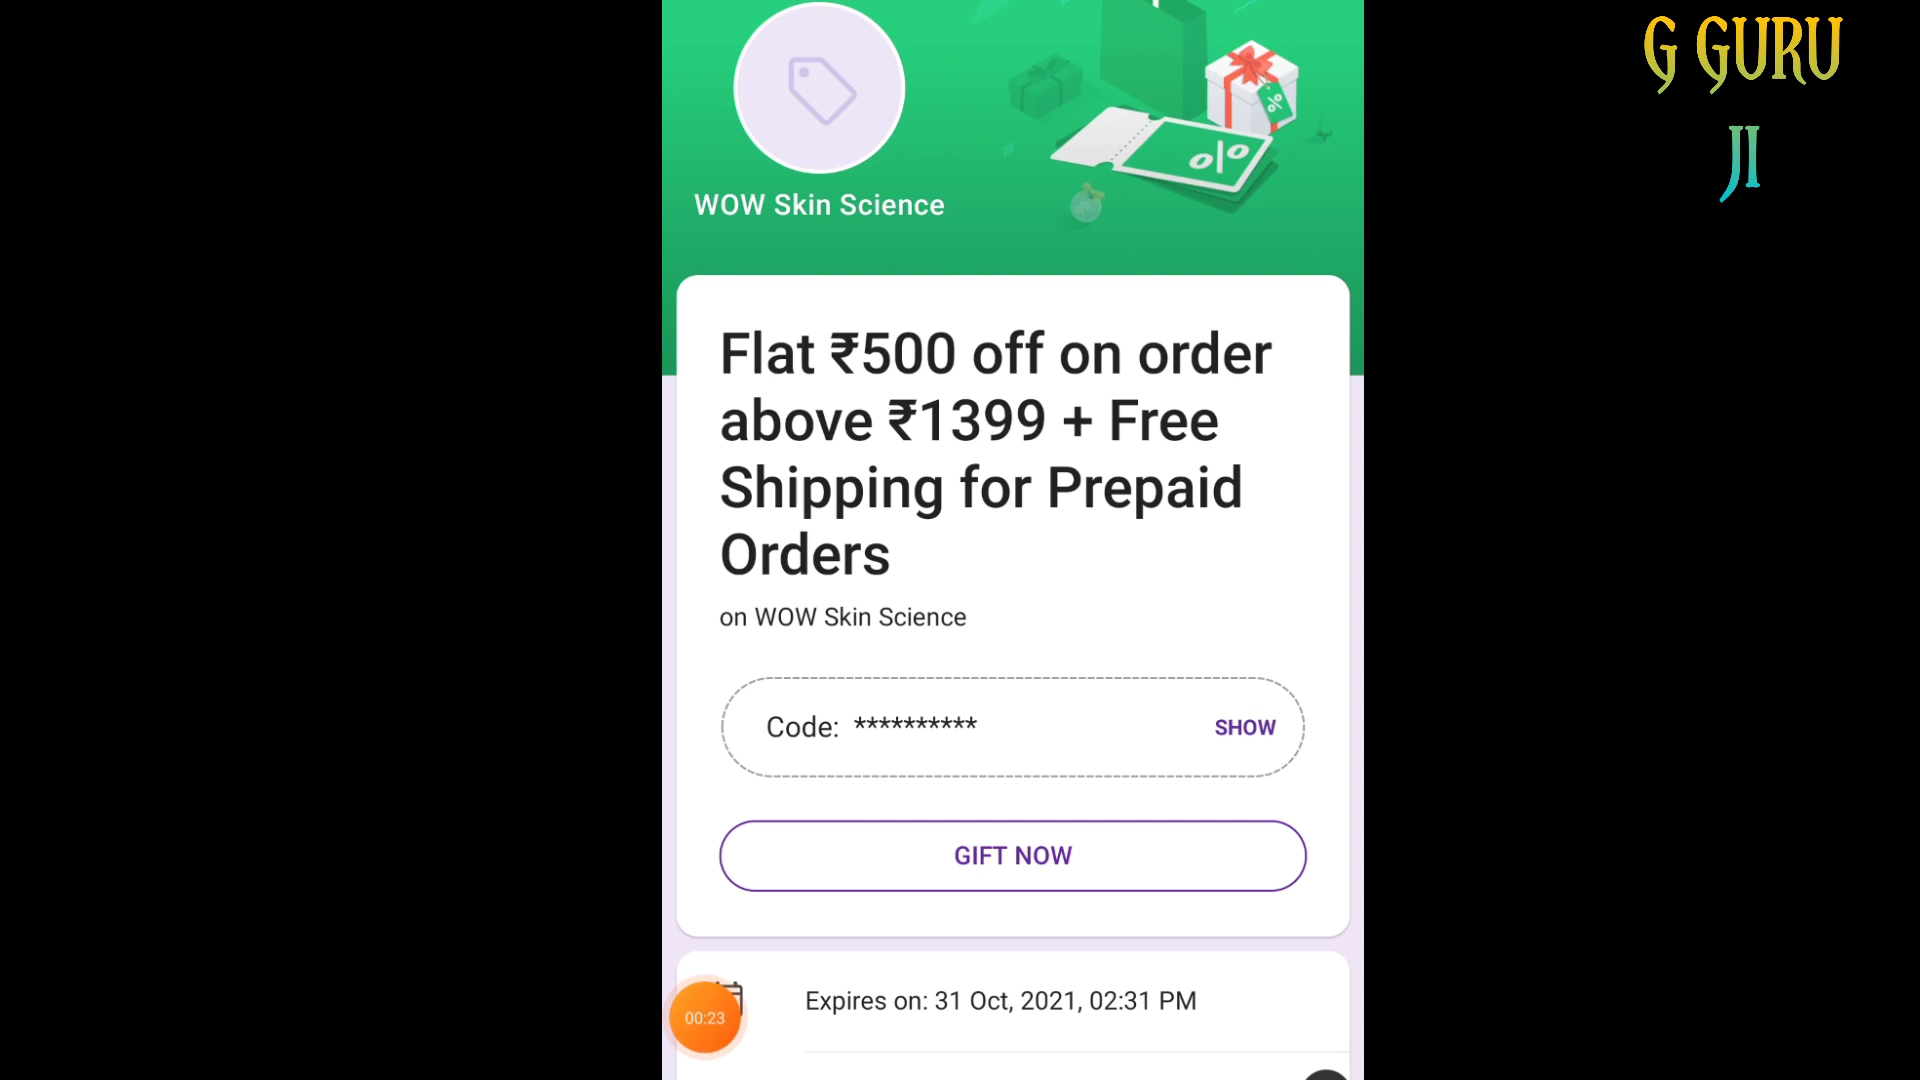 G GURU
JI
WOW Skin Science
%
%
Flat ₹500 off on order
above ₹1399 + Free
Shipping for Prepaid
Orders
on WOW Skin Science
Code: **********
SHOW
GIFT NOW
Expires on: 31 Oct, 2021, 02:31 PM
00:23